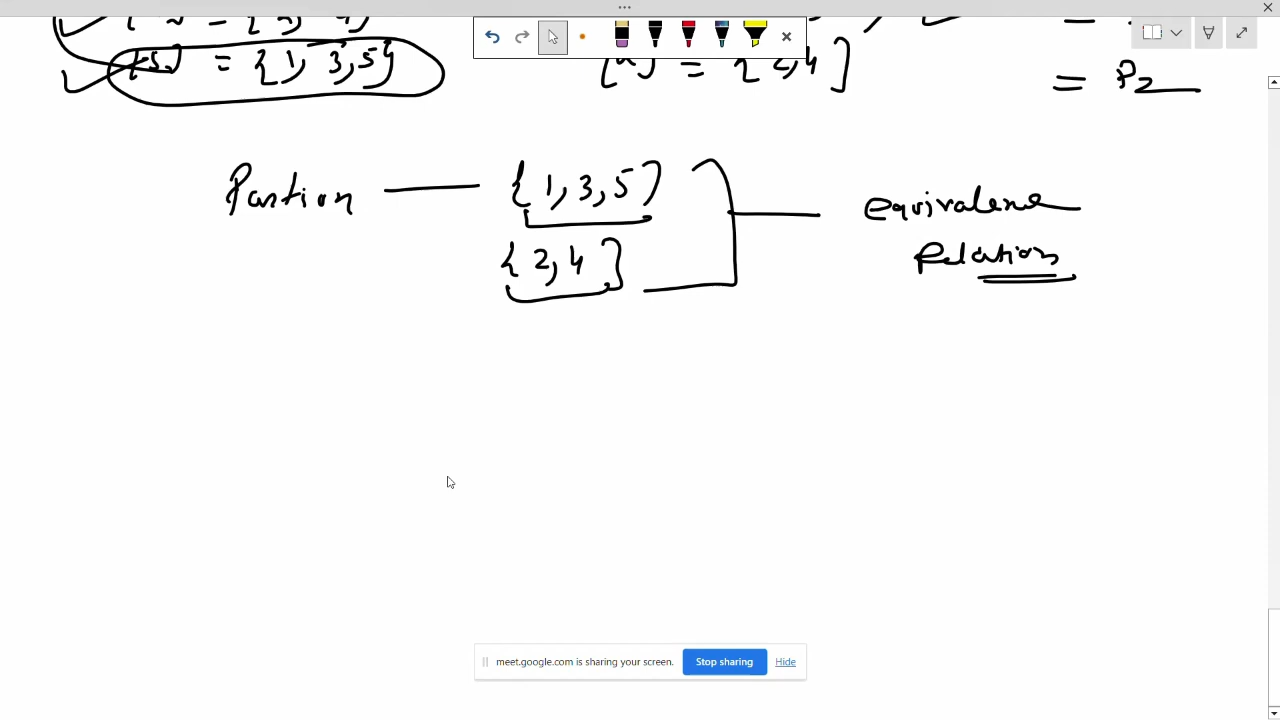 [5] = {1, 3, 5}
= {2, 4}
= P2
Partion — {1, 3, 5}
{2, 4}
equivalence
Relation
meet.google.com is sharing your screen. Stop sharing Hide